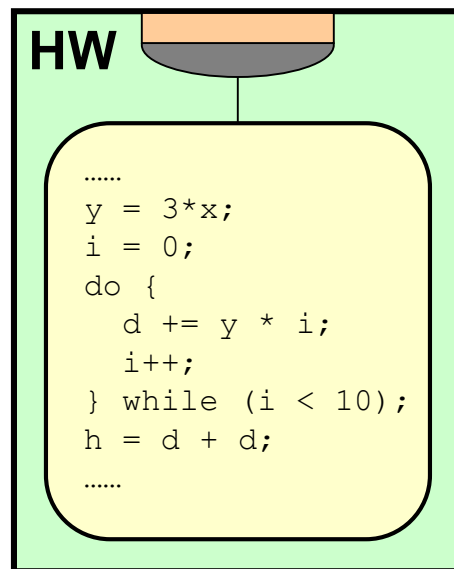 HW
......
y = 3*x;
i = 0;
do {
  d += y * i;
  i++;
} while (i < 10);
h = d + d;
......